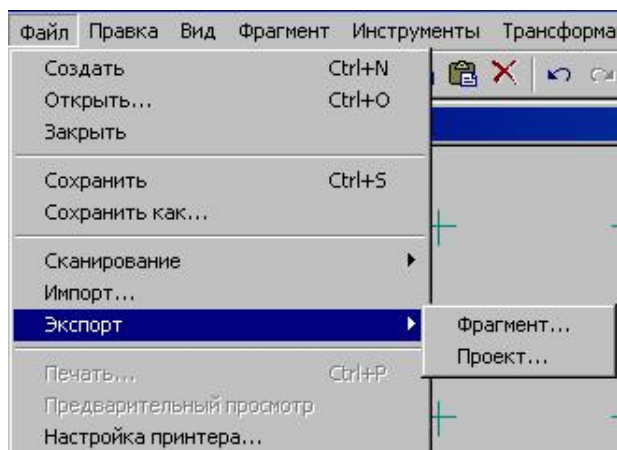 Файл Правка Вид Фрагмент Инструменты Трансформа
Создать Ctrl+N
Открыть... Ctrl+O
Закрыть
Сохранить Ctrl+S
Сохранить как...
Сканирование
Импорт...
Экспорт
Фрагмент...
Проект...
Печать... Ctrl+P
Предварительный просмотр
Настройка принтера...